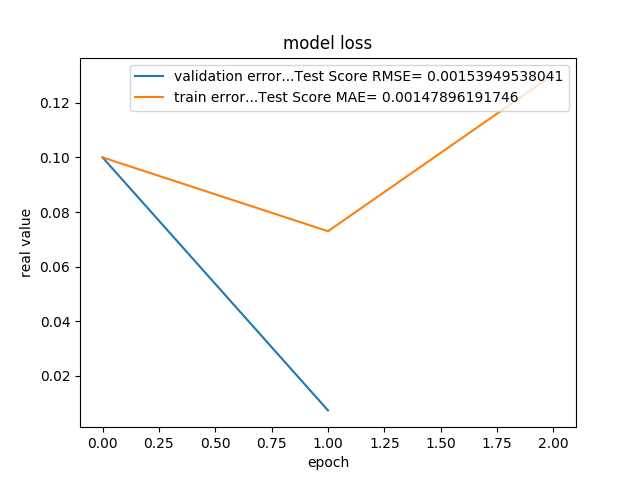 model loss
validation error...Test Score RMSE= 0.00153949538041
train error...Test Score MAE= 0.00147896191746
real value
0.12
0.10
0.08
0.06
0.04
0.02
0.00 0.25 0.50 0.75 1.00 1.25 1.50 1.75 2.00
epoch